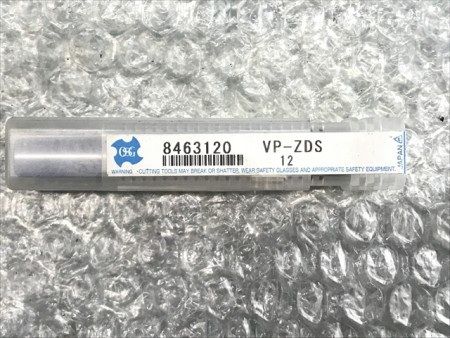 OSG 8463120 VP-ZDS
12
WARNING CUTTING TOOLS MAY BREAK OR SHATTER, WEAR SAFETY GLASSES AND APPROPRIATE SAFETY EQUIPMENT.
JAPAN